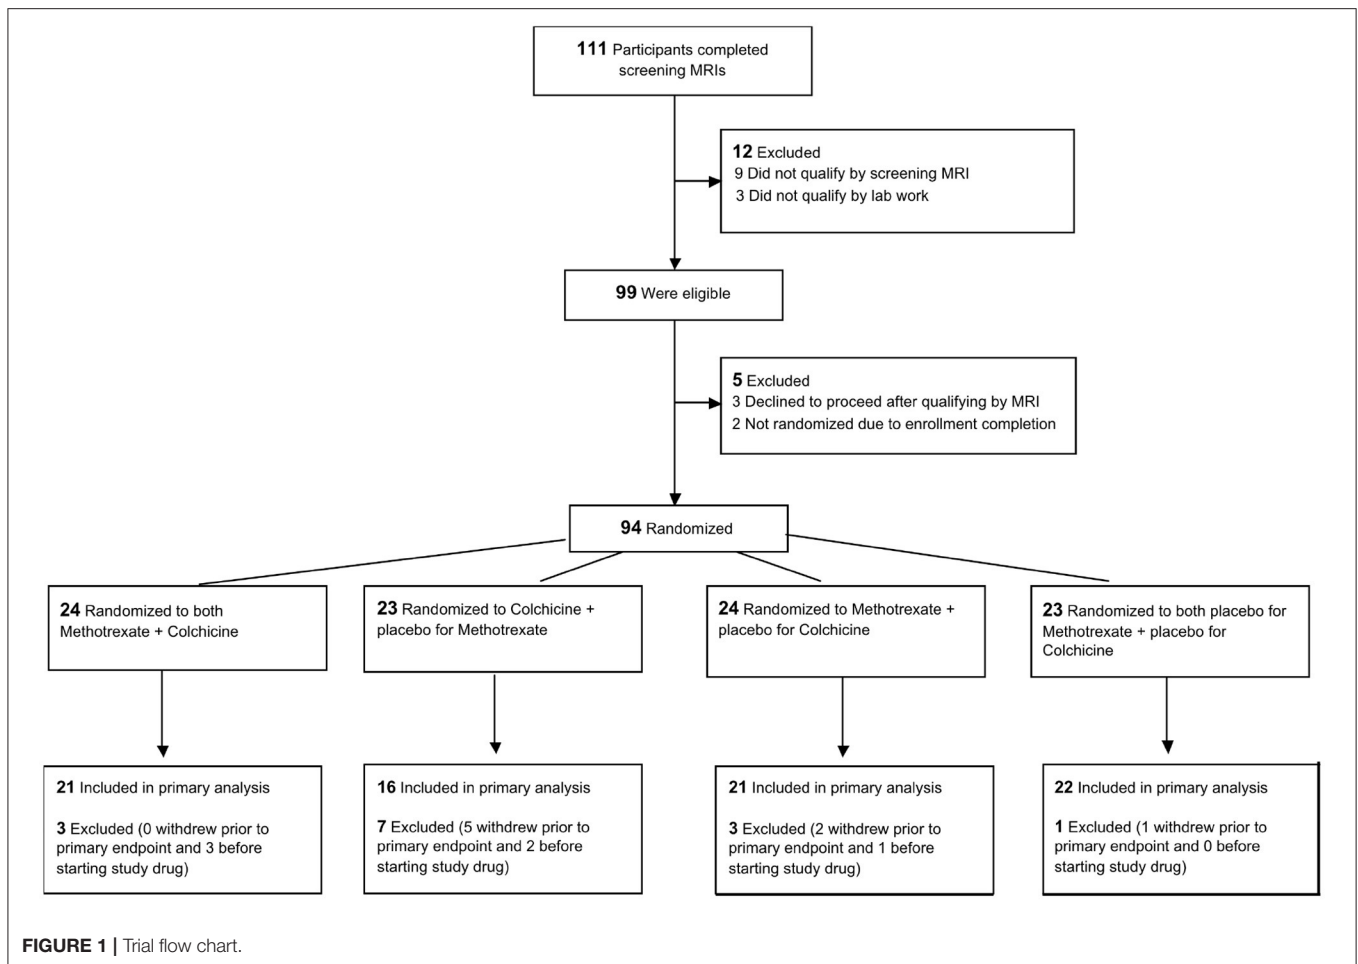 111 Participants completed
screening MRIs
12 Excluded
9 Did not qualify by screening MRI
3 Did not qualify by lab work
99 Were eligible
5 Excluded
3 Declined to proceed after qualifying by MRI
2 Not randomized due to enrollment completion
94 Randomized
24 Randomized to both
Methotrexate + Colchicine
23 Randomized to Colchicine +
placebo for Methotrexate
24 Randomized to Methotrexate +
placebo for Colchicine
23 Randomized to both placebo for
Methotrexate + placebo for
Colchicine
21 Included in primary analysis
3 Excluded (0 withdrew prior to
primary endpoint and 3 before
starting study drug)
16 Included in primary analysis
7 Excluded (5 withdrew prior to
primary endpoint and 2 before
starting study drug)
21 Included in primary analysis
3 Excluded (2 withdrew prior to
primary endpoint and 1 before
starting study drug)
22 Included in primary analysis
1 Excluded (1 withdrew prior to
primary endpoint and 0 before
starting study drug)
FIGURE 1 | Trial flow chart.